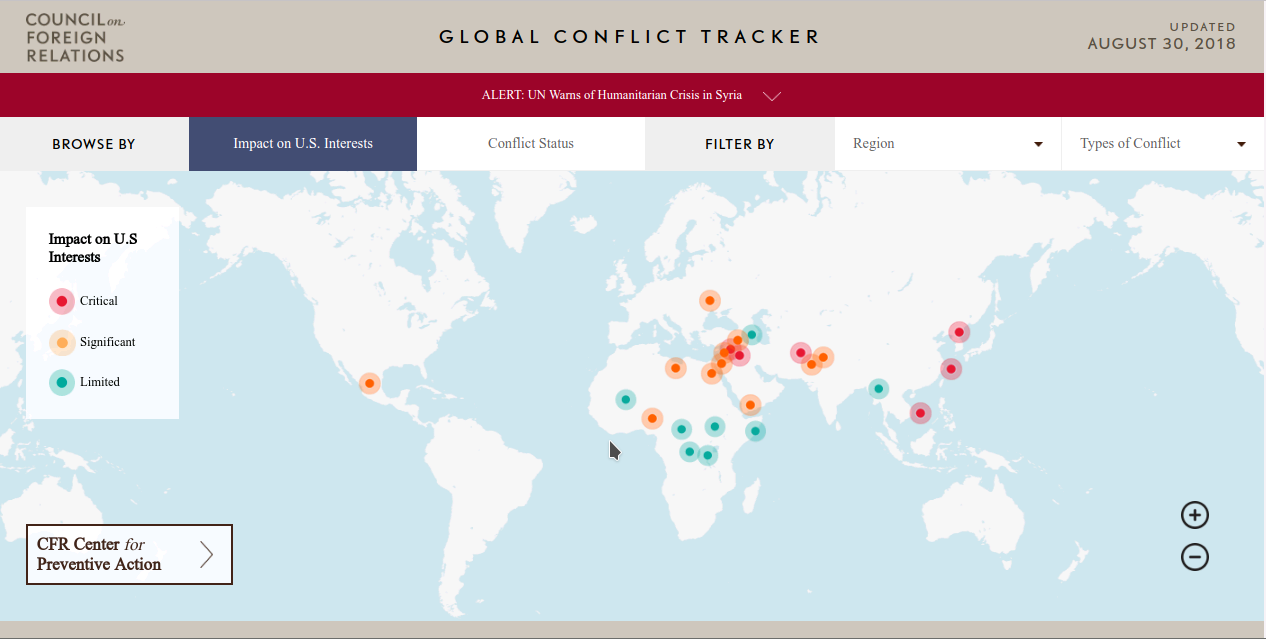 COUNCIL on
FOREIGN
RELATIONS
GLOBAL CONFLICT TRACKER
UPDATED
AUGUST 30, 2018
ALERT: UN Warns of Humanitarian Crisis in Syria
BROWSE BY
Impact on U.S. Interests
Conflict Status
FILTER BY
Region
Types of Conflict
Impact on U.S
Interests
Critical
Significant
Limited
CFR Center for
Preventive Action